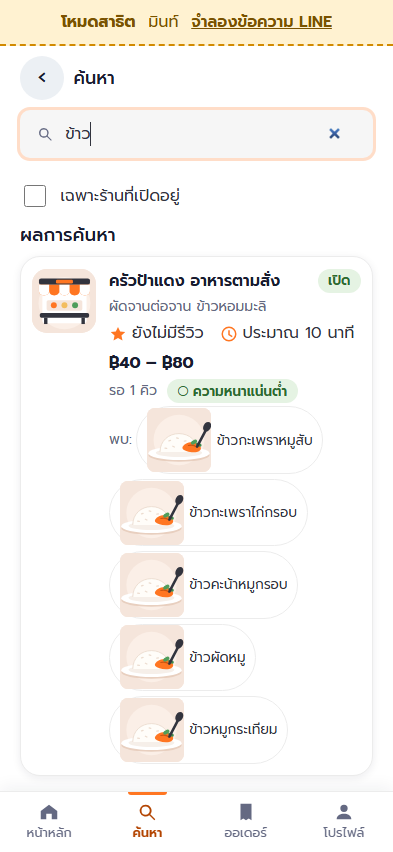 โหมดสาธิต มินท์ จำลองข้อความ LINE
ค้นหา
ข้าว
เฉพาะร้านที่เปิดอยู่
ผลการค้นหา
ครัวป้าแดง อาหารตามสั่ง เปิด
ผัดจานต่อจาน ข้าวหอมมะลิ
ยังไม่มีรีวิว ประมาณ 10 นาที
฿40 – ฿80
รอ 1 คิว ความหนาแน่นต่ำ
พบ: ข้าวกะเพราหมูสับ
ข้าวกะเพราไก่กรอบ
ข้าวคะน้าหมูกรอบ
ข้าวผัดหมู
ข้าวหมูกระเทียม
หน้าหลัก ค้นหา ออเดอร์ โปรไฟล์